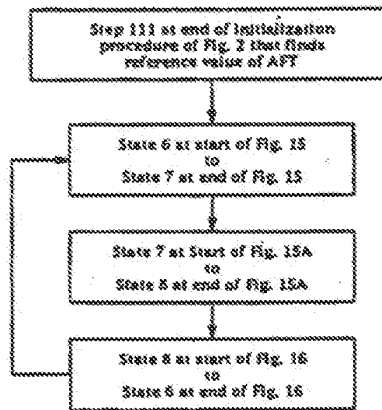 Step 111 at end of initialization
procedure of Fig. 2 that finds
reference value of AFT
State 6 at start of Fig. 15
to
State 7 at end of Fig. 15
State 7 at Start of Fig. 15A
to
State 8 at end of Fig. 15A
State 8 at start of Fig. 16
to
State 6 at end of Fig. 16